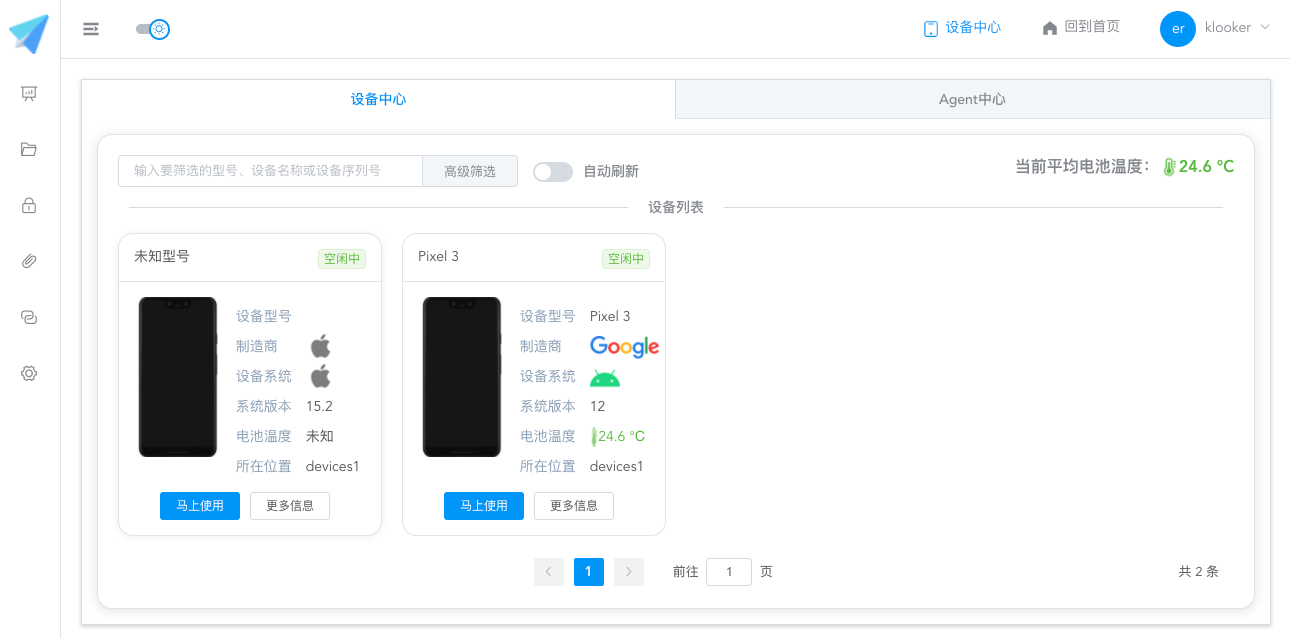 设备中心
回到首页
er
klooker
设备中心
Agent中心
输入要筛选的型号、设备名称或设备序列号
高级筛选
自动刷新
当前平均电池温度：
24.6 ℃
设备列表
未知型号
空闲中
设备型号
制造商
设备系统
系统版本
15.2
电池温度
未知
所在位置
devices1
马上使用
更多信息
Pixel 3
空闲中
设备型号
Pixel 3
制造商
Google
设备系统
系统版本
12
电池温度
24.6 ℃
所在位置
devices1
马上使用
更多信息
1
前往
1
页
共 2 条